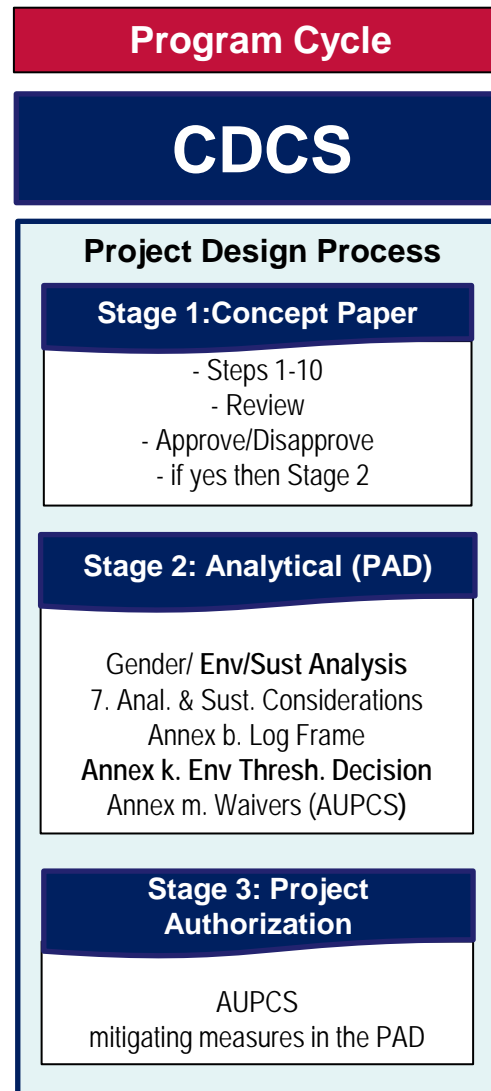 Program Cycle
CDCS
Project Design Process
Stage 1:Concept Paper
- Steps 1-10
- Review
- Approve/Disapprove
- if yes then Stage 2
Stage 2: Analytical (PAD)
Gender/ Env/Sust Analysis
7. Anal. & Sust. Considerations
Annex b. Log Frame
Annex k. Env Thresh. Decision
Annex m. Waivers (AUPCS)
Stage 3: Project
Authorization
AUPCS
mitigating measures in the PAD